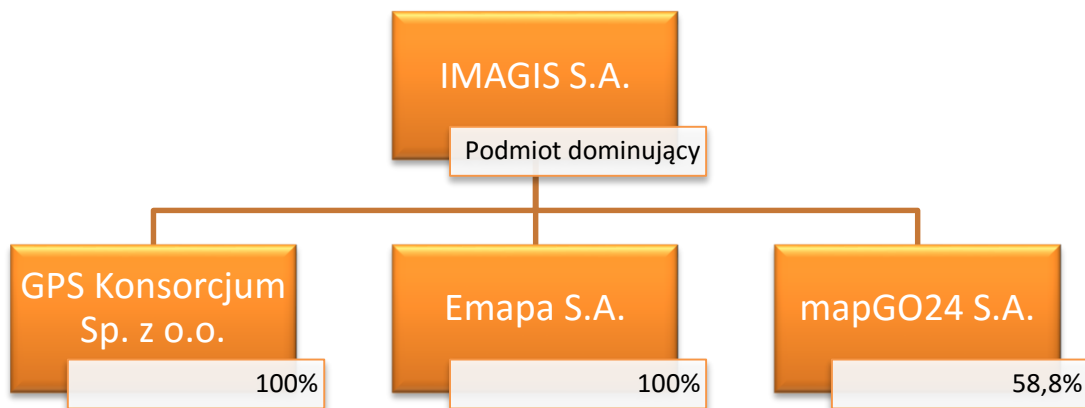 IMAGIS S.A.
Podmiot dominujący
GPS Konsorcjum
Sp. z o.o.
100%
Emapa S.A.
100%
mapGO24 S.A.
58,8%